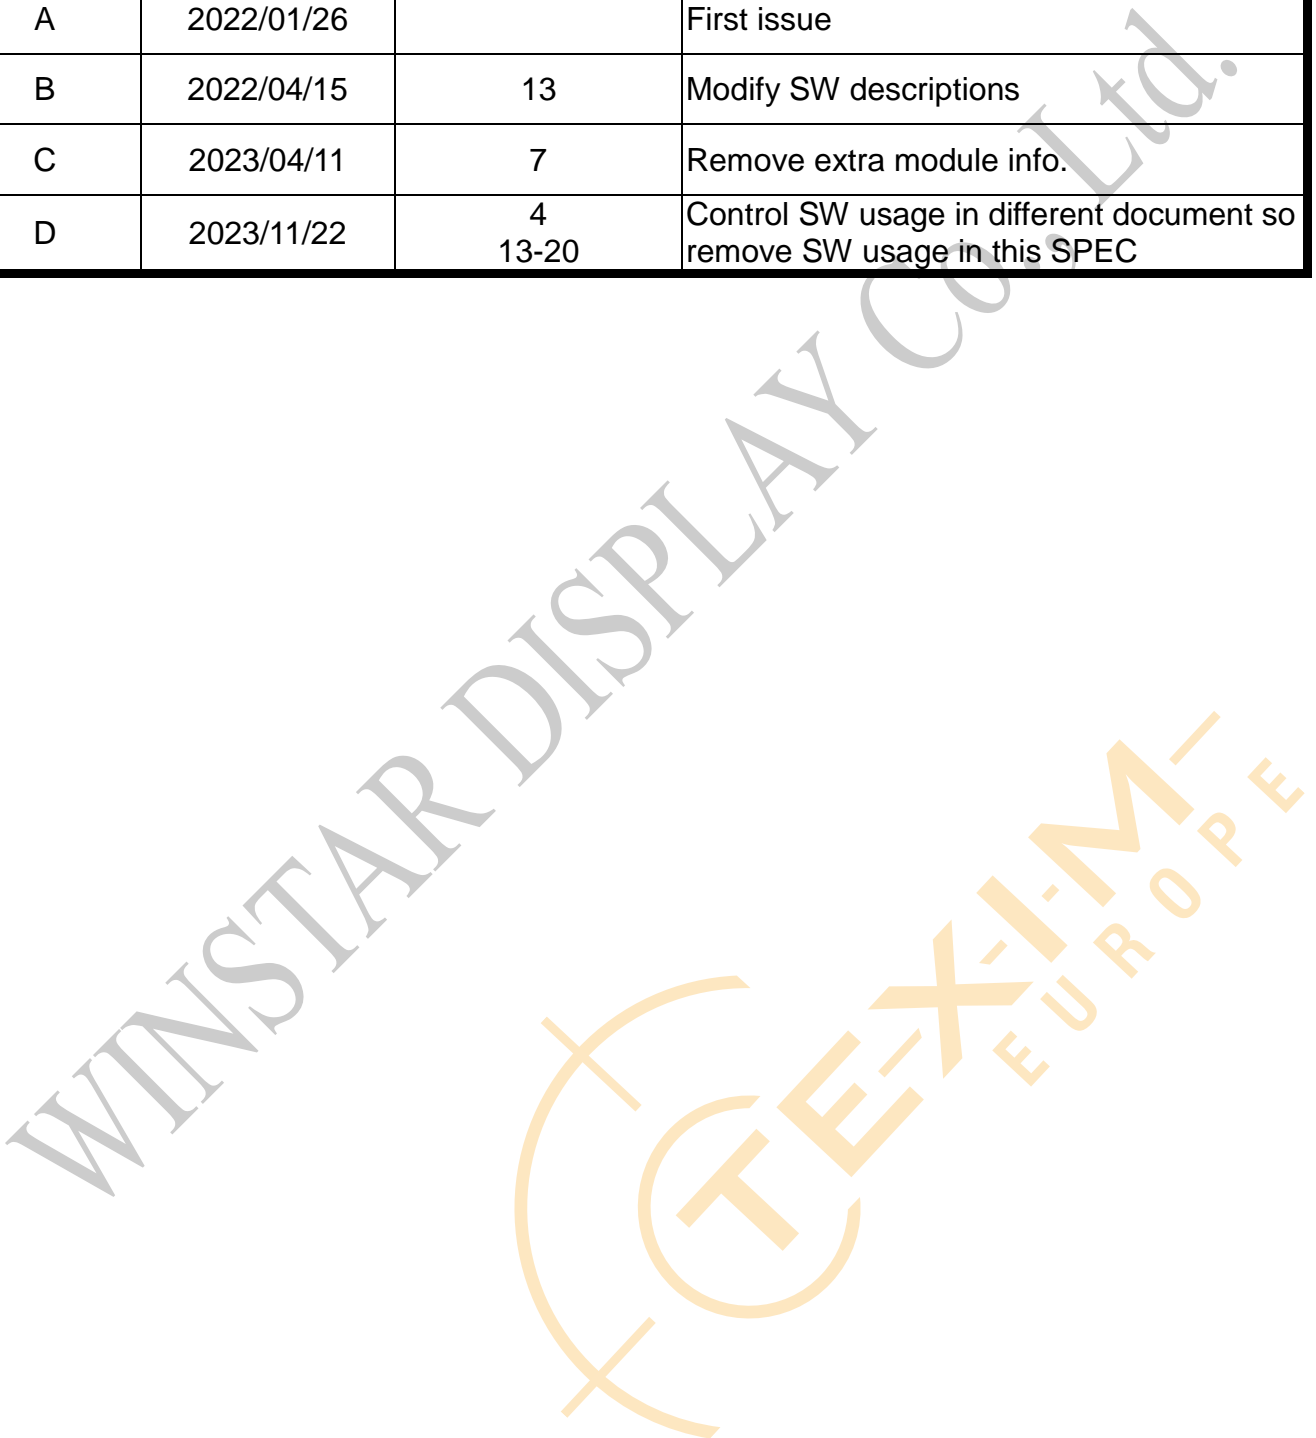 A 2022/01/26 First issue
B 2022/04/15 13 Modify SW descriptions
C 2023/04/11 7 Remove extra module info.
D 2023/11/22 4 Control SW usage in different document so
13-20 remove SW usage in this SPEC
WINSTAR DISPLAY Co., Ltd.
TEXIM
EUROPE